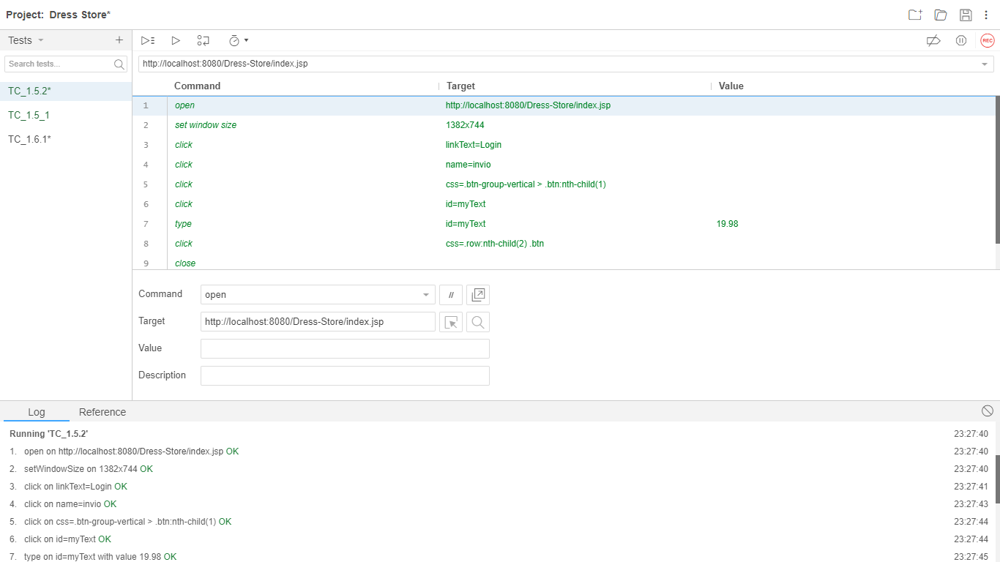 Project: Dress Store*
Tests
Search tests...
TC_1.5.2*
TC_1.5_1
TC_1.6.1*
REC
http://localhost:8080/Dress-Store/index.jsp
Command Target Value
1 open http://localhost:8080/Dress-Store/index.jsp
2 set window size 1382x744
3 click linkText=Login
4 click name=invio
5 click css=.btn-group-vertical > .btn:nth-child(1)
6 click id=myText
7 type id=myText 19.98
8 click css=.row:nth-child(2) .btn
9 close
Command open //
Target http://localhost:8080/Dress-Store/index.jsp
Value
Description
Log Reference
Running 'TC_1.5.2' 23:27:40
1. open on http://localhost:8080/Dress-Store/index.jsp OK 23:27:40
2. setWindowSize on 1382x744 OK 23:27:40
3. click on linkText=Login OK 23:27:41
4. click on name=invio OK 23:27:43
5. click on css=.btn-group-vertical > .btn:nth-child(1) OK 23:27:44
6. click on id=myText OK 23:27:44
7. type on id=myText with value 19.98 OK 23:27:45